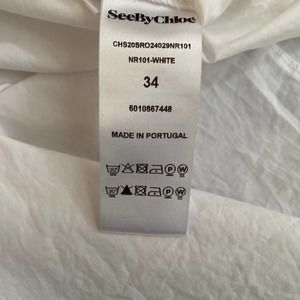 SeeByChloé
CHS20SRO24029NR101
NR101-WHITE
34
6010867448
MADE IN PORTUGAL